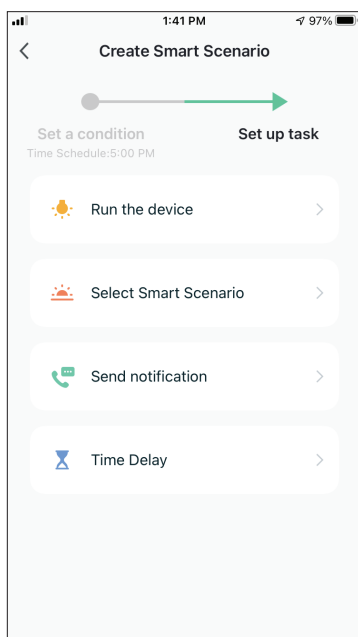 1:41 PM
97%
Create Smart Scenario
Set a condition
Set up task
Time Schedule:5:00 PM
Run the device
Select Smart Scenario
Send notification
Time Delay